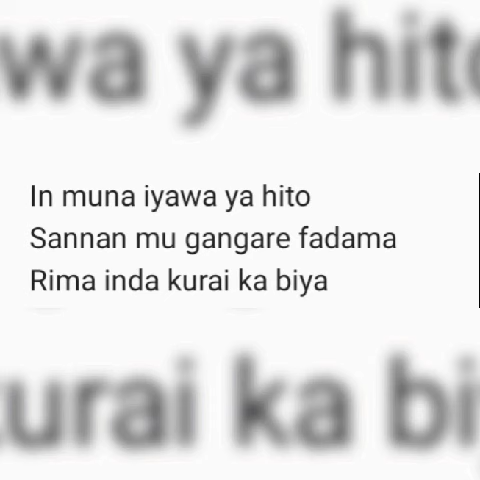 In muna iyawa ya hito
Sannan mu gangare fadama
Rima inda kurai ka biya